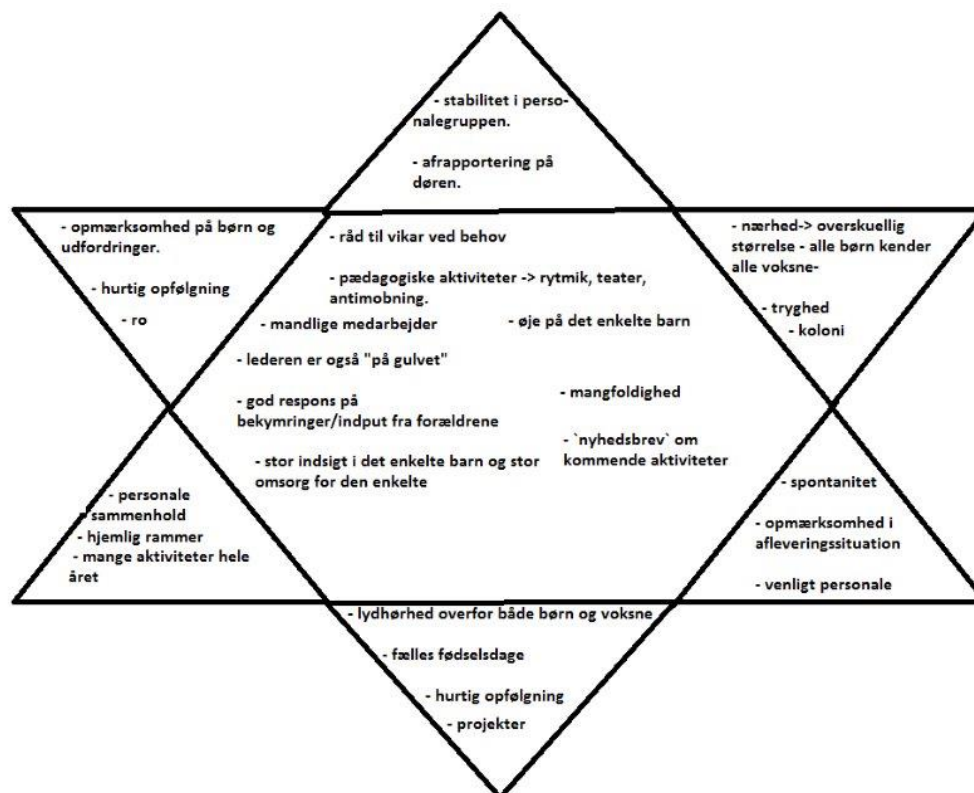 - stabilitet i perso-
nalegruppen.
- afrapportering på
døren.
- opmærksomhed på børn og
udfordringer.
- hurtig opfølgning
- ro
- råd til vikar ved behov
- pædagogiske aktiviteter -> rytmik, teater,
antimobning.
- mandlige medarbejder
- øje på det enkelte barn
- lederen er også "på gulvet"
- god respons på
bekymringer/indput fra forældrene
- mangfoldighed
- `nyhedsbrev` om
kommende aktiviteter
- stor indsigt i det enkelte barn og stor
omsorg for den enkelte
- nærhed-> overskuellig
størrelse - alle børn kender
alle voksne-
- tryghed
- koloni
- personale
sammenhold
- hjemlig rammer
- mange aktiviteter hele
året
- spontanitet
- opmærksomhed i
afleveringssituation
- venligt personale
- lydhørhed overfor både børn og voksne
- fælles fødselsdage
- hurtig opfølgning
- projekter